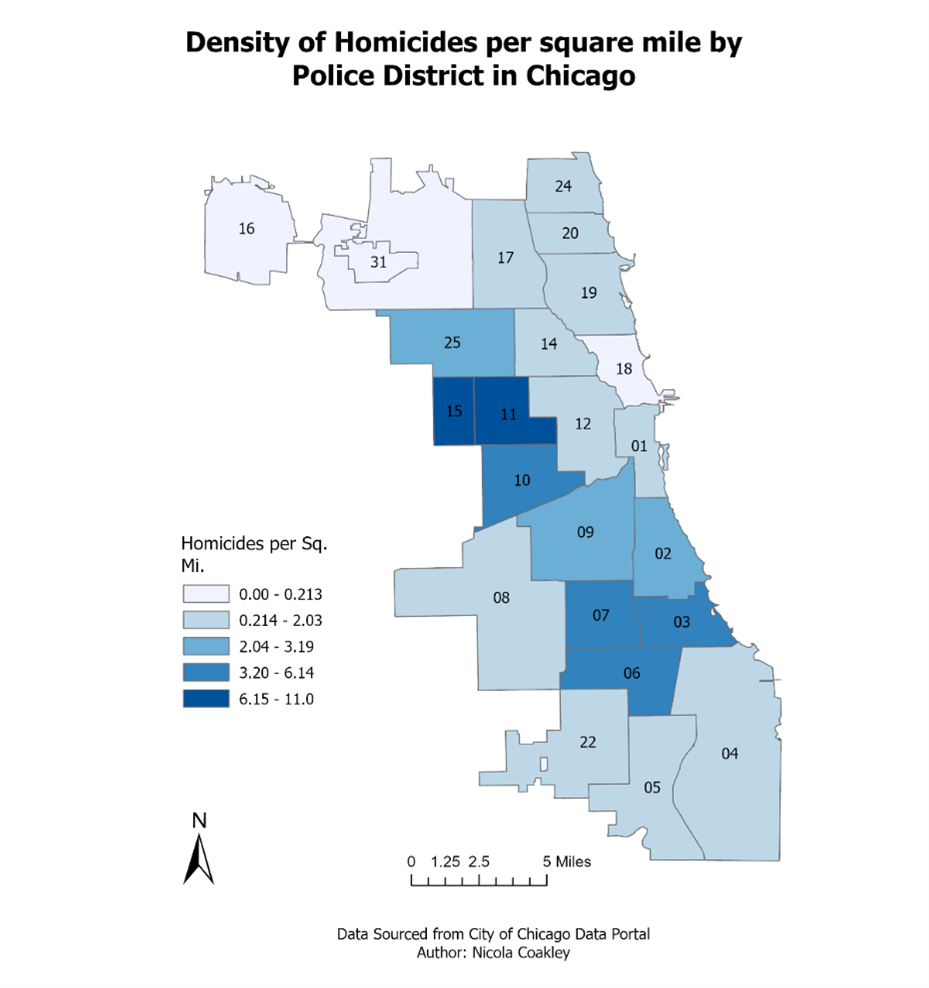 Density of Homicides per square mile by
Police District in Chicago
24
16
20
17
31
19
25
14
18
15
11
12
01
10
09
02
08
07
03
06
22
04
05
Homicides per Sq.
Mi.
0.00 - 0.213
0.214 - 2.03
2.04 - 3.19
3.20 - 6.14
6.15 - 11.0
N
0 1.25 2.5 5 Miles
Data Sourced from City of Chicago Data Portal
Author: Nicola Coakley